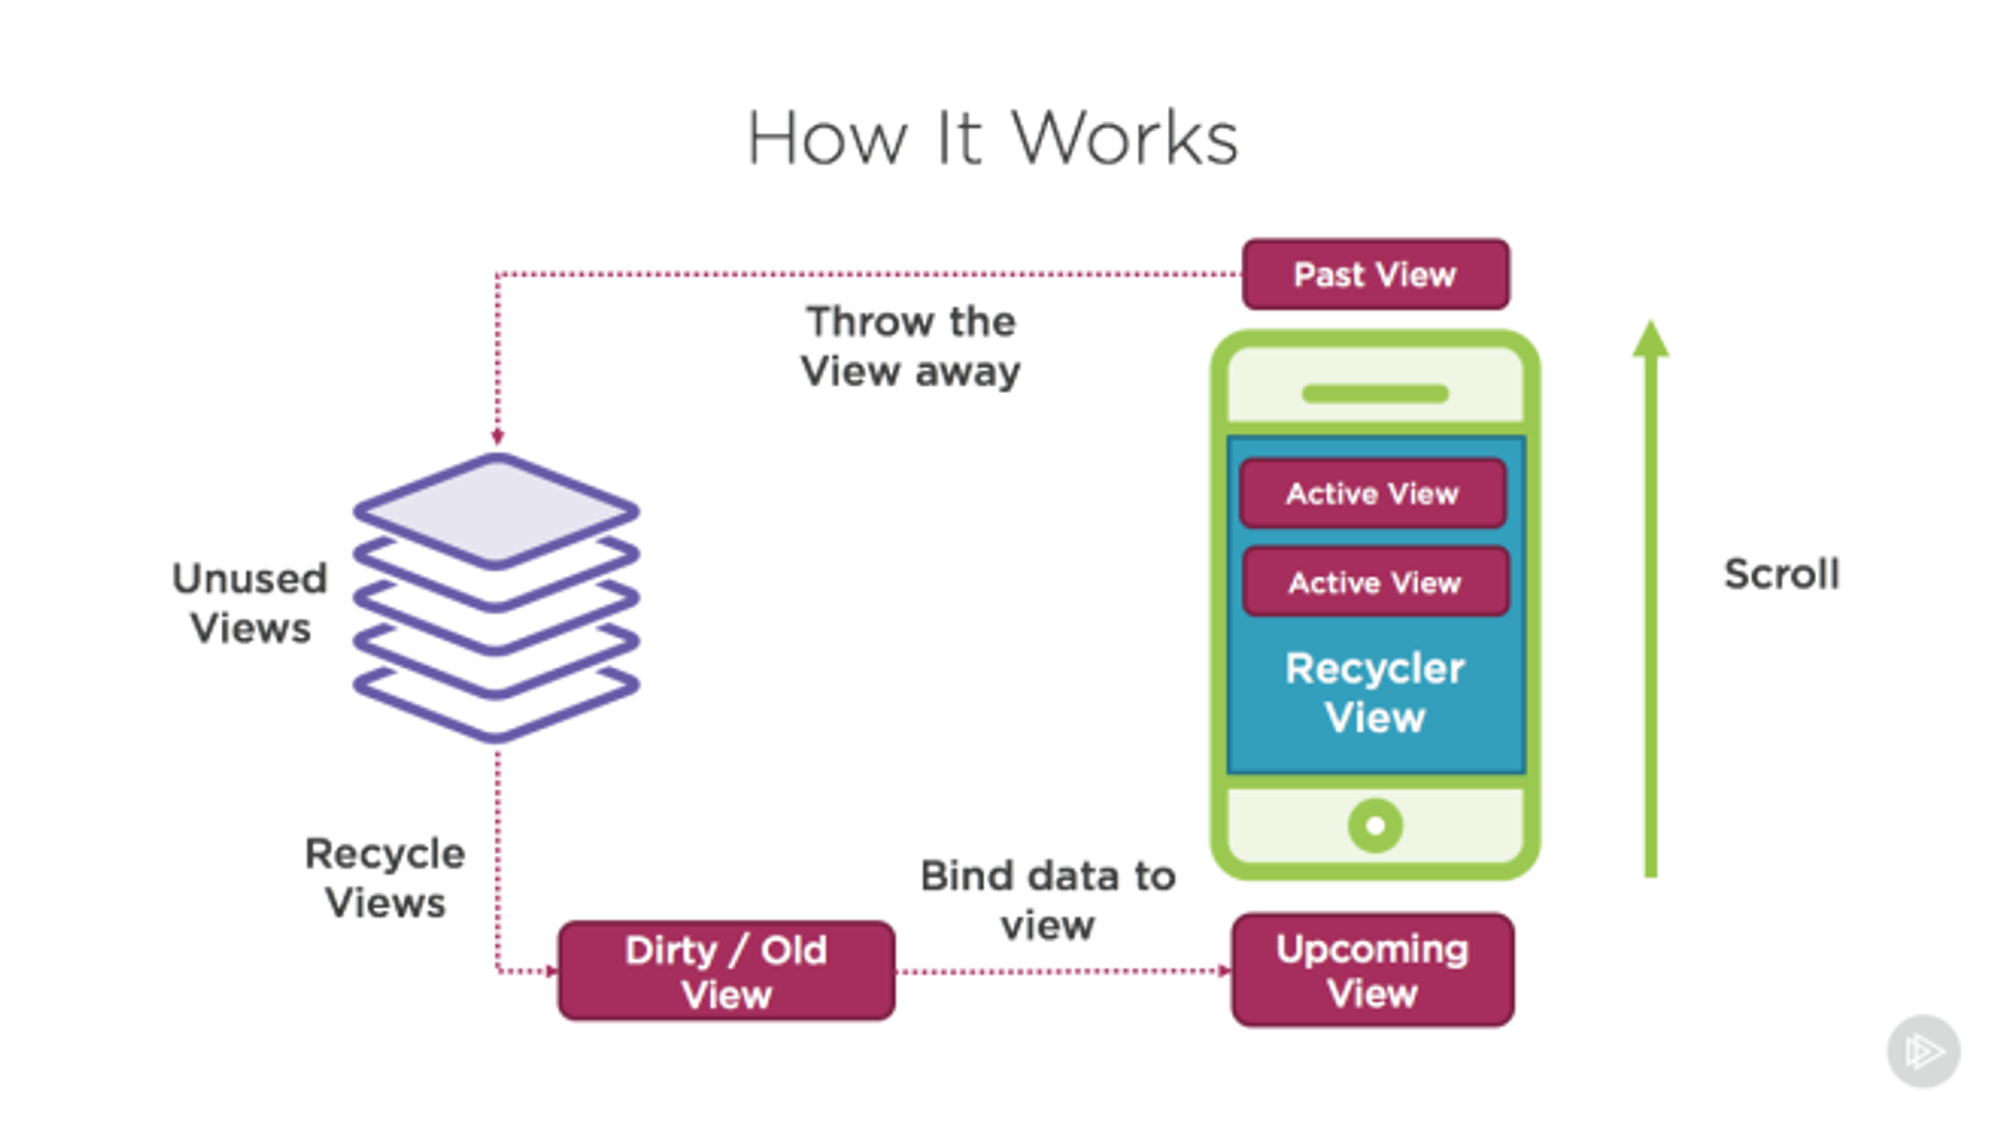 How It Works
Past View
Throw the
View away
Active View
Active View
Recycler
View
Scroll
Unused
Views
Recycle
Views
Dirty / Old
View
Bind data to
view
Upcoming
View